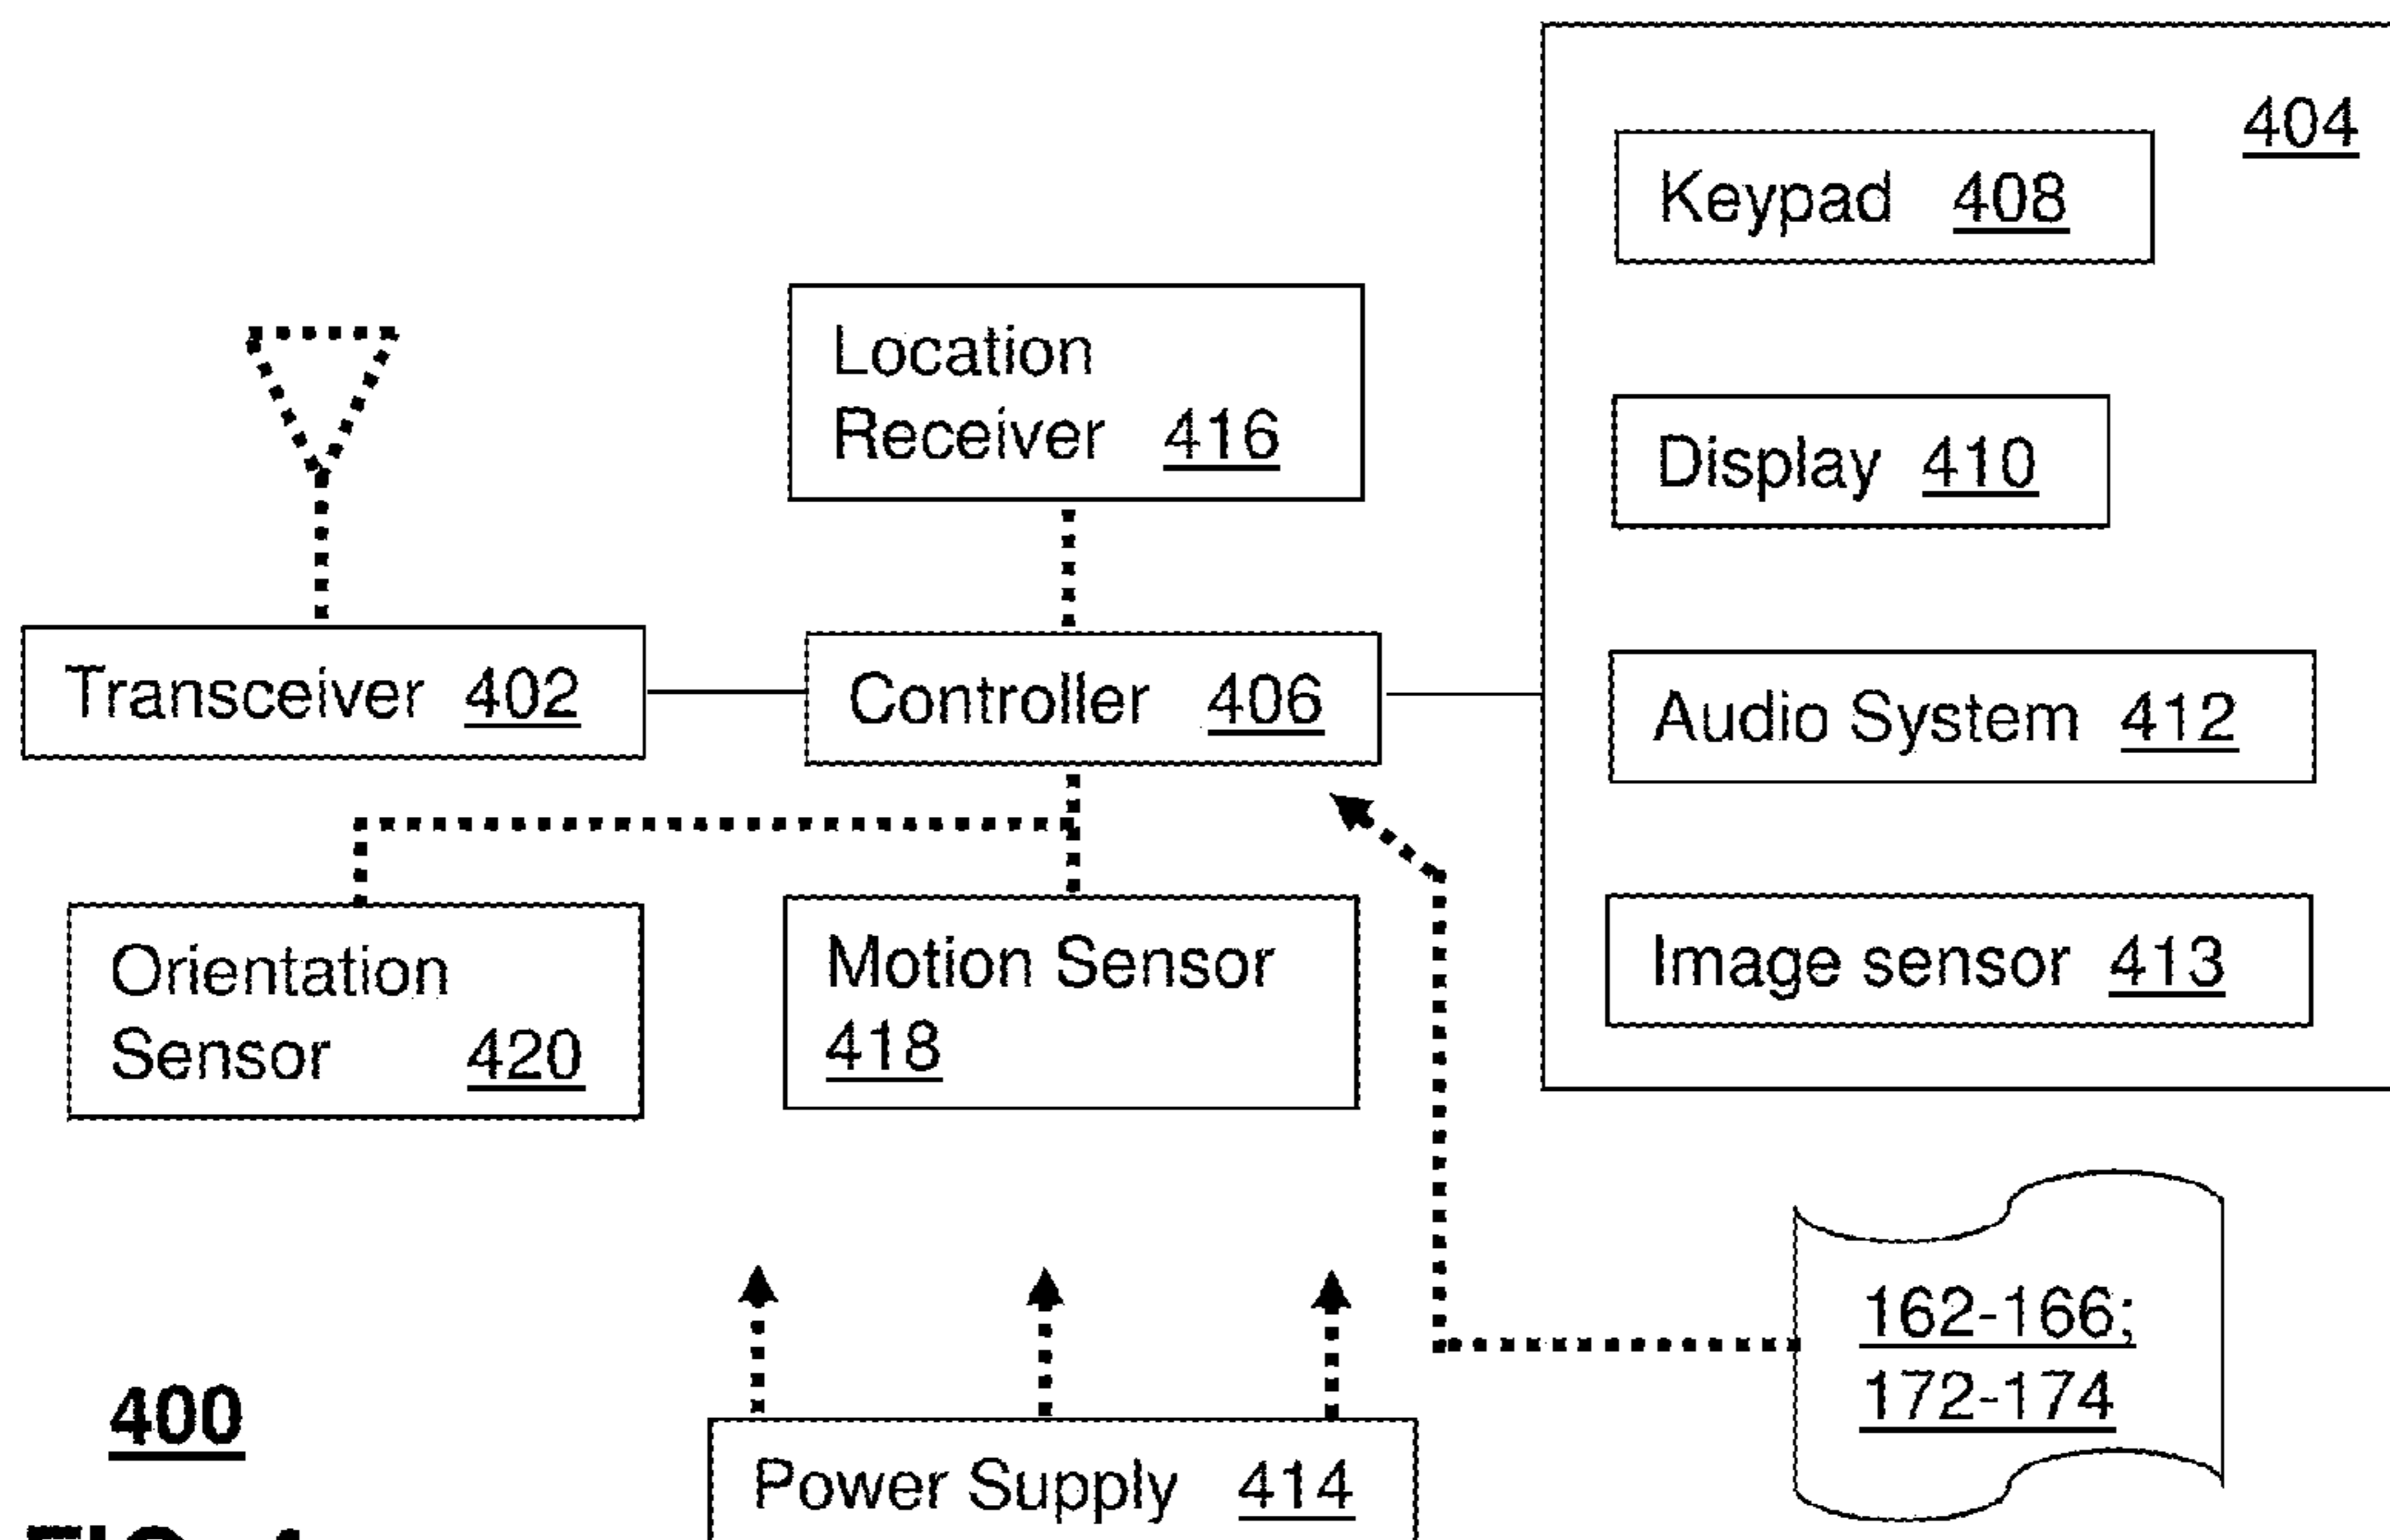 404
Keypad 408
Location
Receiver 416
Display 410
Transceiver 402
Controller 406
Audio System 412
Orientation
Sensor 420
Motion Sensor
418
Image sensor 413
162-166;
172-174
400
Power Supply 414